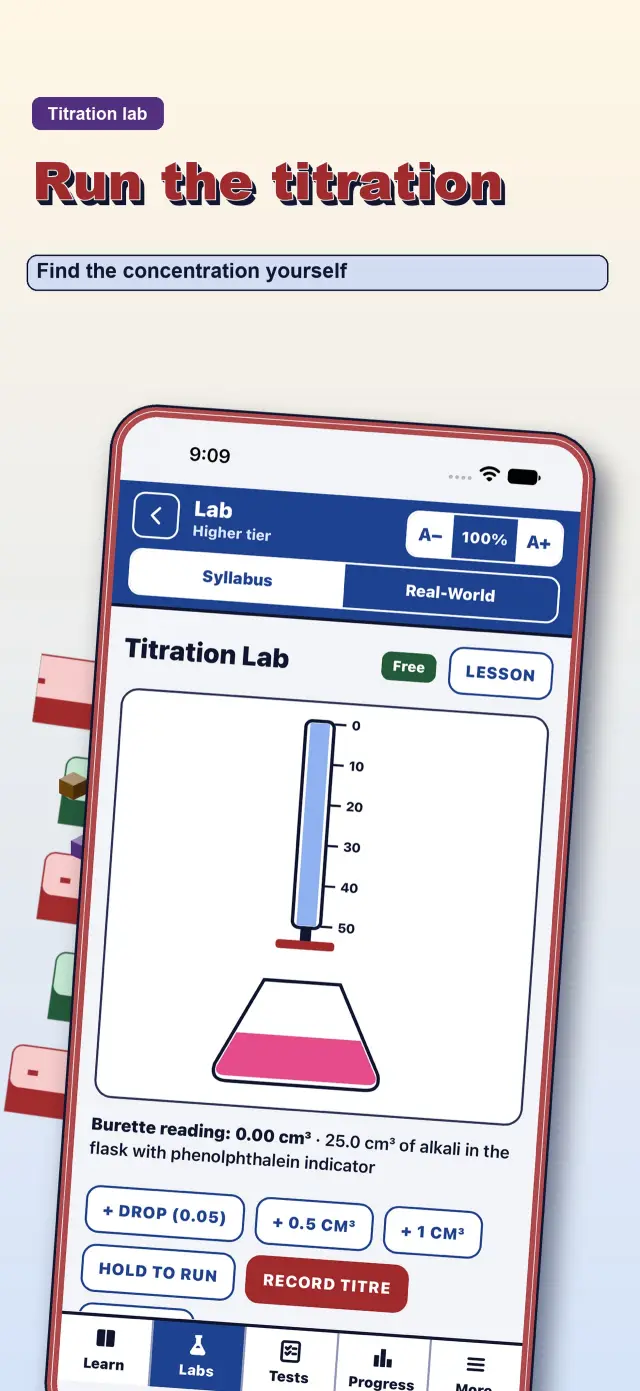 Titration lab
Run the titration
Find the concentration yourself
9:09
Lab
Higher tier
A−
100%
A+
Syllabus
Real-World
Titration Lab
Free
LESSON
0
10
20
30
40
50
Burette reading: 0.00 cm³ · 25.0 cm³ of alkali in the
flask with phenolphthalein indicator
+ DROP (0.05)
+ 0.5 CM³
+ 1 CM³
HOLD TO RUN
RECORD TITRE
Learn
Labs
Tests
Progress
More